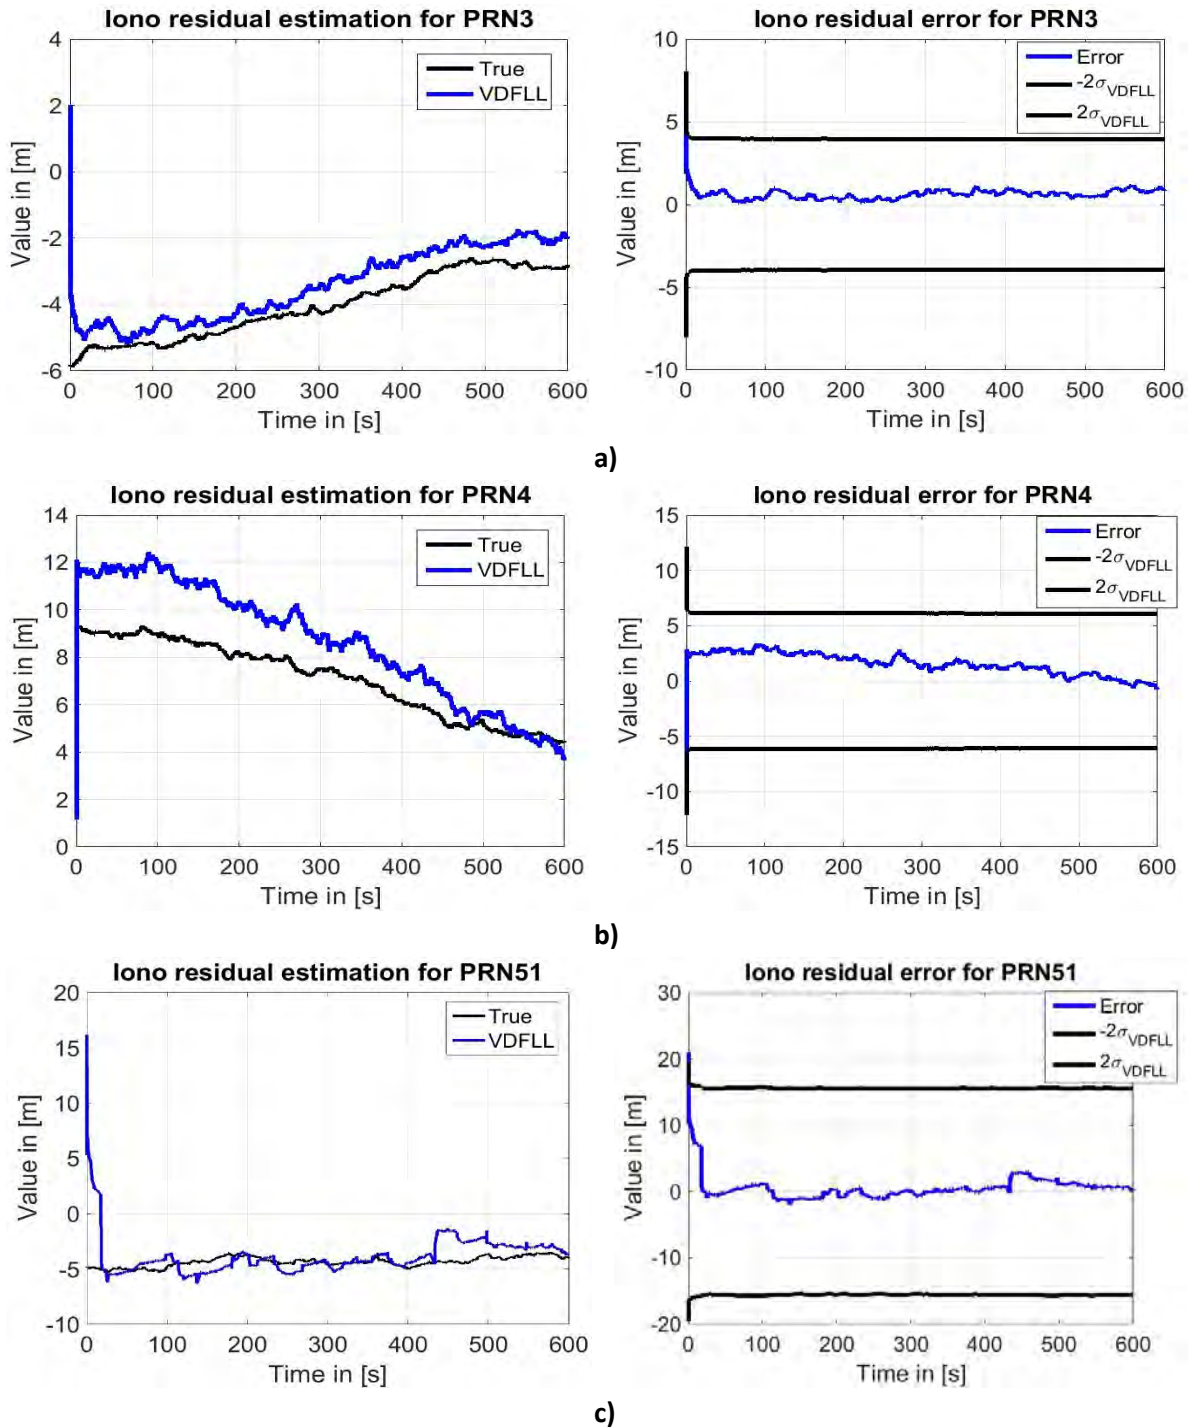 Iono residual estimation for PRN3
4
2
0
-2
-4
-6
Value in [m]
True
VDFLL
0 100 200 300 400 500 600
Time in [s]
Iono residual error for PRN3
10
5
0
-5
-10
Value in [m]
Error
-2σVDFLL
2σVDFLL
0 100 200 300 400 500 600
Time in [s]
a)
Iono residual estimation for PRN4
14
12
10
8
6
4
2
0
Value in [m]
True
VDFLL
0 100 200 300 400 500 600
Time in [s]
Iono residual error for PRN4
15
10
5
0
-5
-10
-15
Value in [m]
Error
-2σVDFLL
2σVDFLL
0 100 200 300 400 500 600
Time in [s]
b)
Iono residual estimation for PRN51
20
15
10
5
0
-5
-10
Value in [m]
True
VDFLL
0 100 200 300 400 500 600
Time in [s]
Iono residual error for PRN51
30
20
10
0
-10
-20
Value in [m]
Error
-2σVDFLL
2σVDFLL
0 100 200 300 400 500 600
Time in [s]
c)